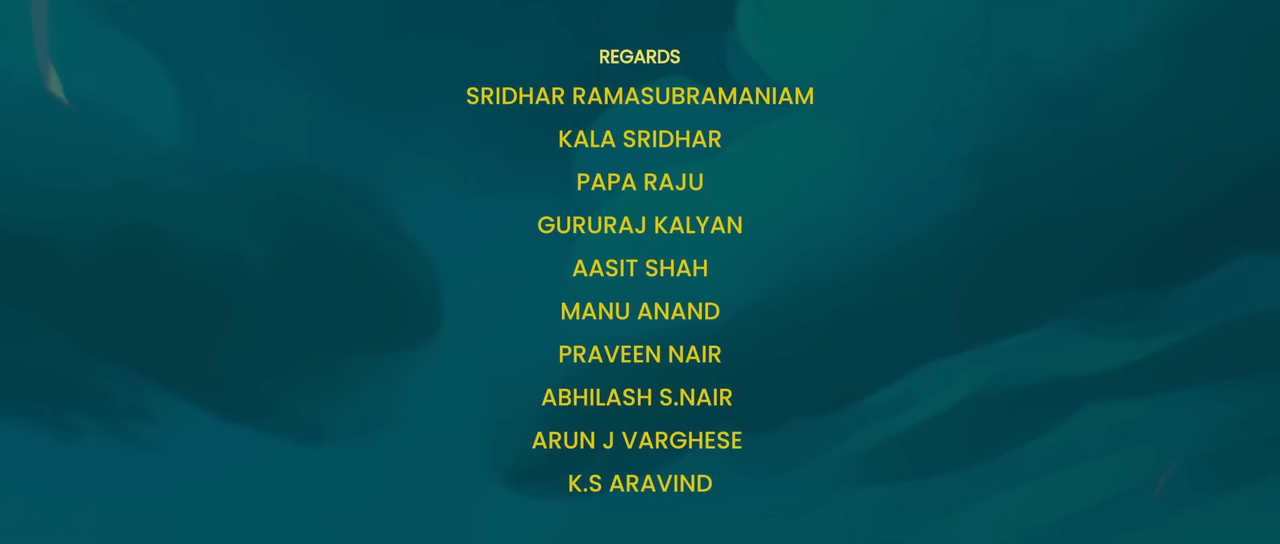 REGARDS
SRIDHAR RAMASUBRAMANIAM
KALA SRIDHAR
PAPA RAJU
GURURAJ KALYAN
AASIT SHAH
MANU ANAND
PRAVEEN NAIR
ABHILASH S.NAIR
ARUN J VARGHESE
K.S ARAVIND